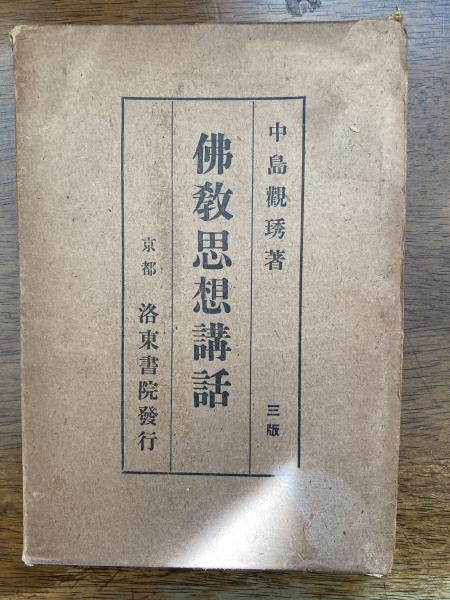 中島觀琇著
三版
佛教思想講話
京都
洛東書院發行